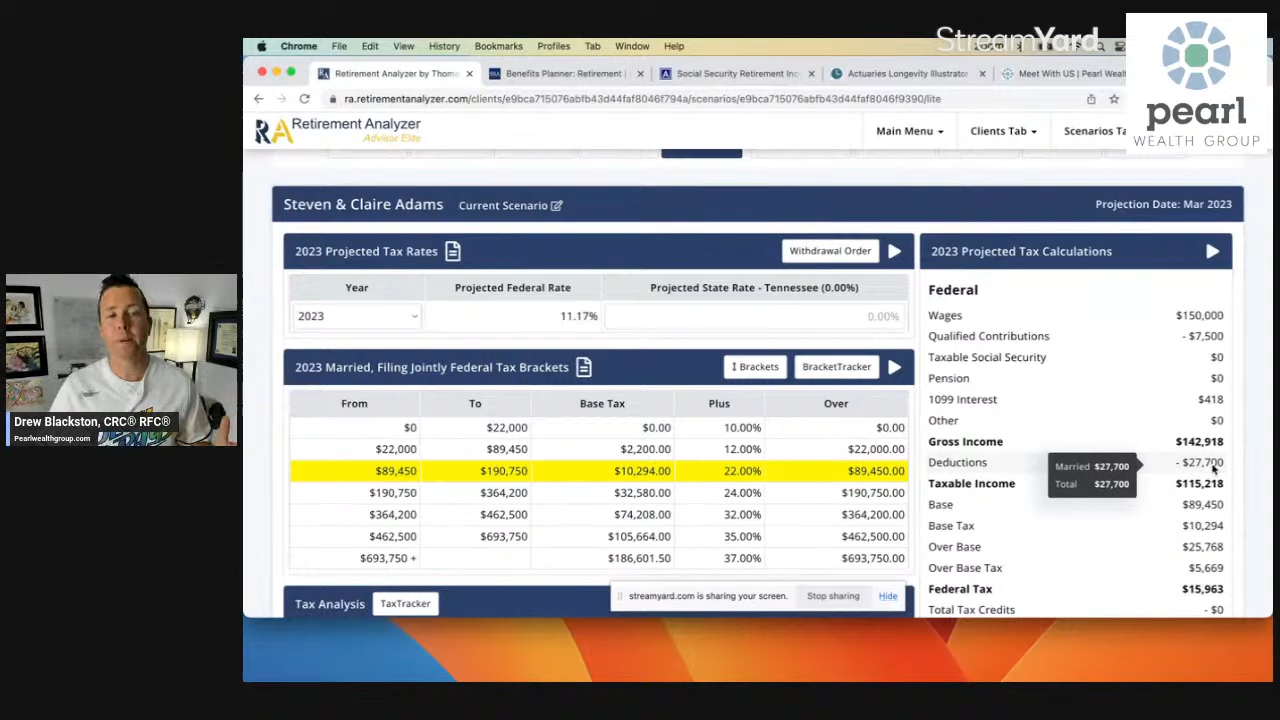 StreamYard
pearl
WEALTH GROUP
Chrome File Edit View History Bookmarks Profiles Tab Window Help
Retirement Analyzer by Thome
Benefits Planner: Retirement |
Social Security Retirement Inc
Actuaries Longevity Illustrator
Meet With US | Pearl Wealt
ra.retirementanalyzer.com/clients/e9bca715076abfb43d44faf8046f794a/scenarios/e9bca715076abfb43d44faf8046f9390/lite
RA Retirement Analyzer
Advisor Elite
Main Menu Clients Tab Scenarios Ta
Steven & Claire Adams Current Scenario Projection Date: Mar 2023
2023 Projected Tax Rates Withdrawal Order
Year Projected Federal Rate Projected State Rate - Tennessee (0.00%)
2023 11.17% 0.00%
2023 Married, Filing Jointly Federal Tax Brackets Brackets BracketTracker
From To Base Tax Plus Over
$0 $22,000 $0.00 10.00% $0.00
$22,000 $89,450 $2,200.00 12.00% $22,000.00
$89,450 $190,750 $10,294.00 22.00% $89,450.00
$190,750 $364,200 $32,580.00 24.00% $190,750.00
$364,200 $462,500 $74,208.00 32.00% $364,200.00
$462,500 $693,750 $105,664.00 35.00% $462,500.00
$693,750 + $186,601.50 37.00% $693,750.00
Tax Analysis TaxTracker
2023 Projected Tax Calculations
Federal
Wages $150,000
Qualified Contributions - $7,500
Taxable Social Security $0
Pension $0
1099 Interest $418
Other $0
Gross Income $142,918
Deductions - $27,700
Married $27,700
Total $27,700
Taxable Income $115,218
Base $89,450
Base Tax $10,294
Over Base $25,768
Over Base Tax $5,669
Federal Tax $15,963
Total Tax Credits - $0
streamyard.com is sharing your screen. Stop sharing Hide
Drew Blackston, CRC® RFC®
Pearlwealthgroup.com